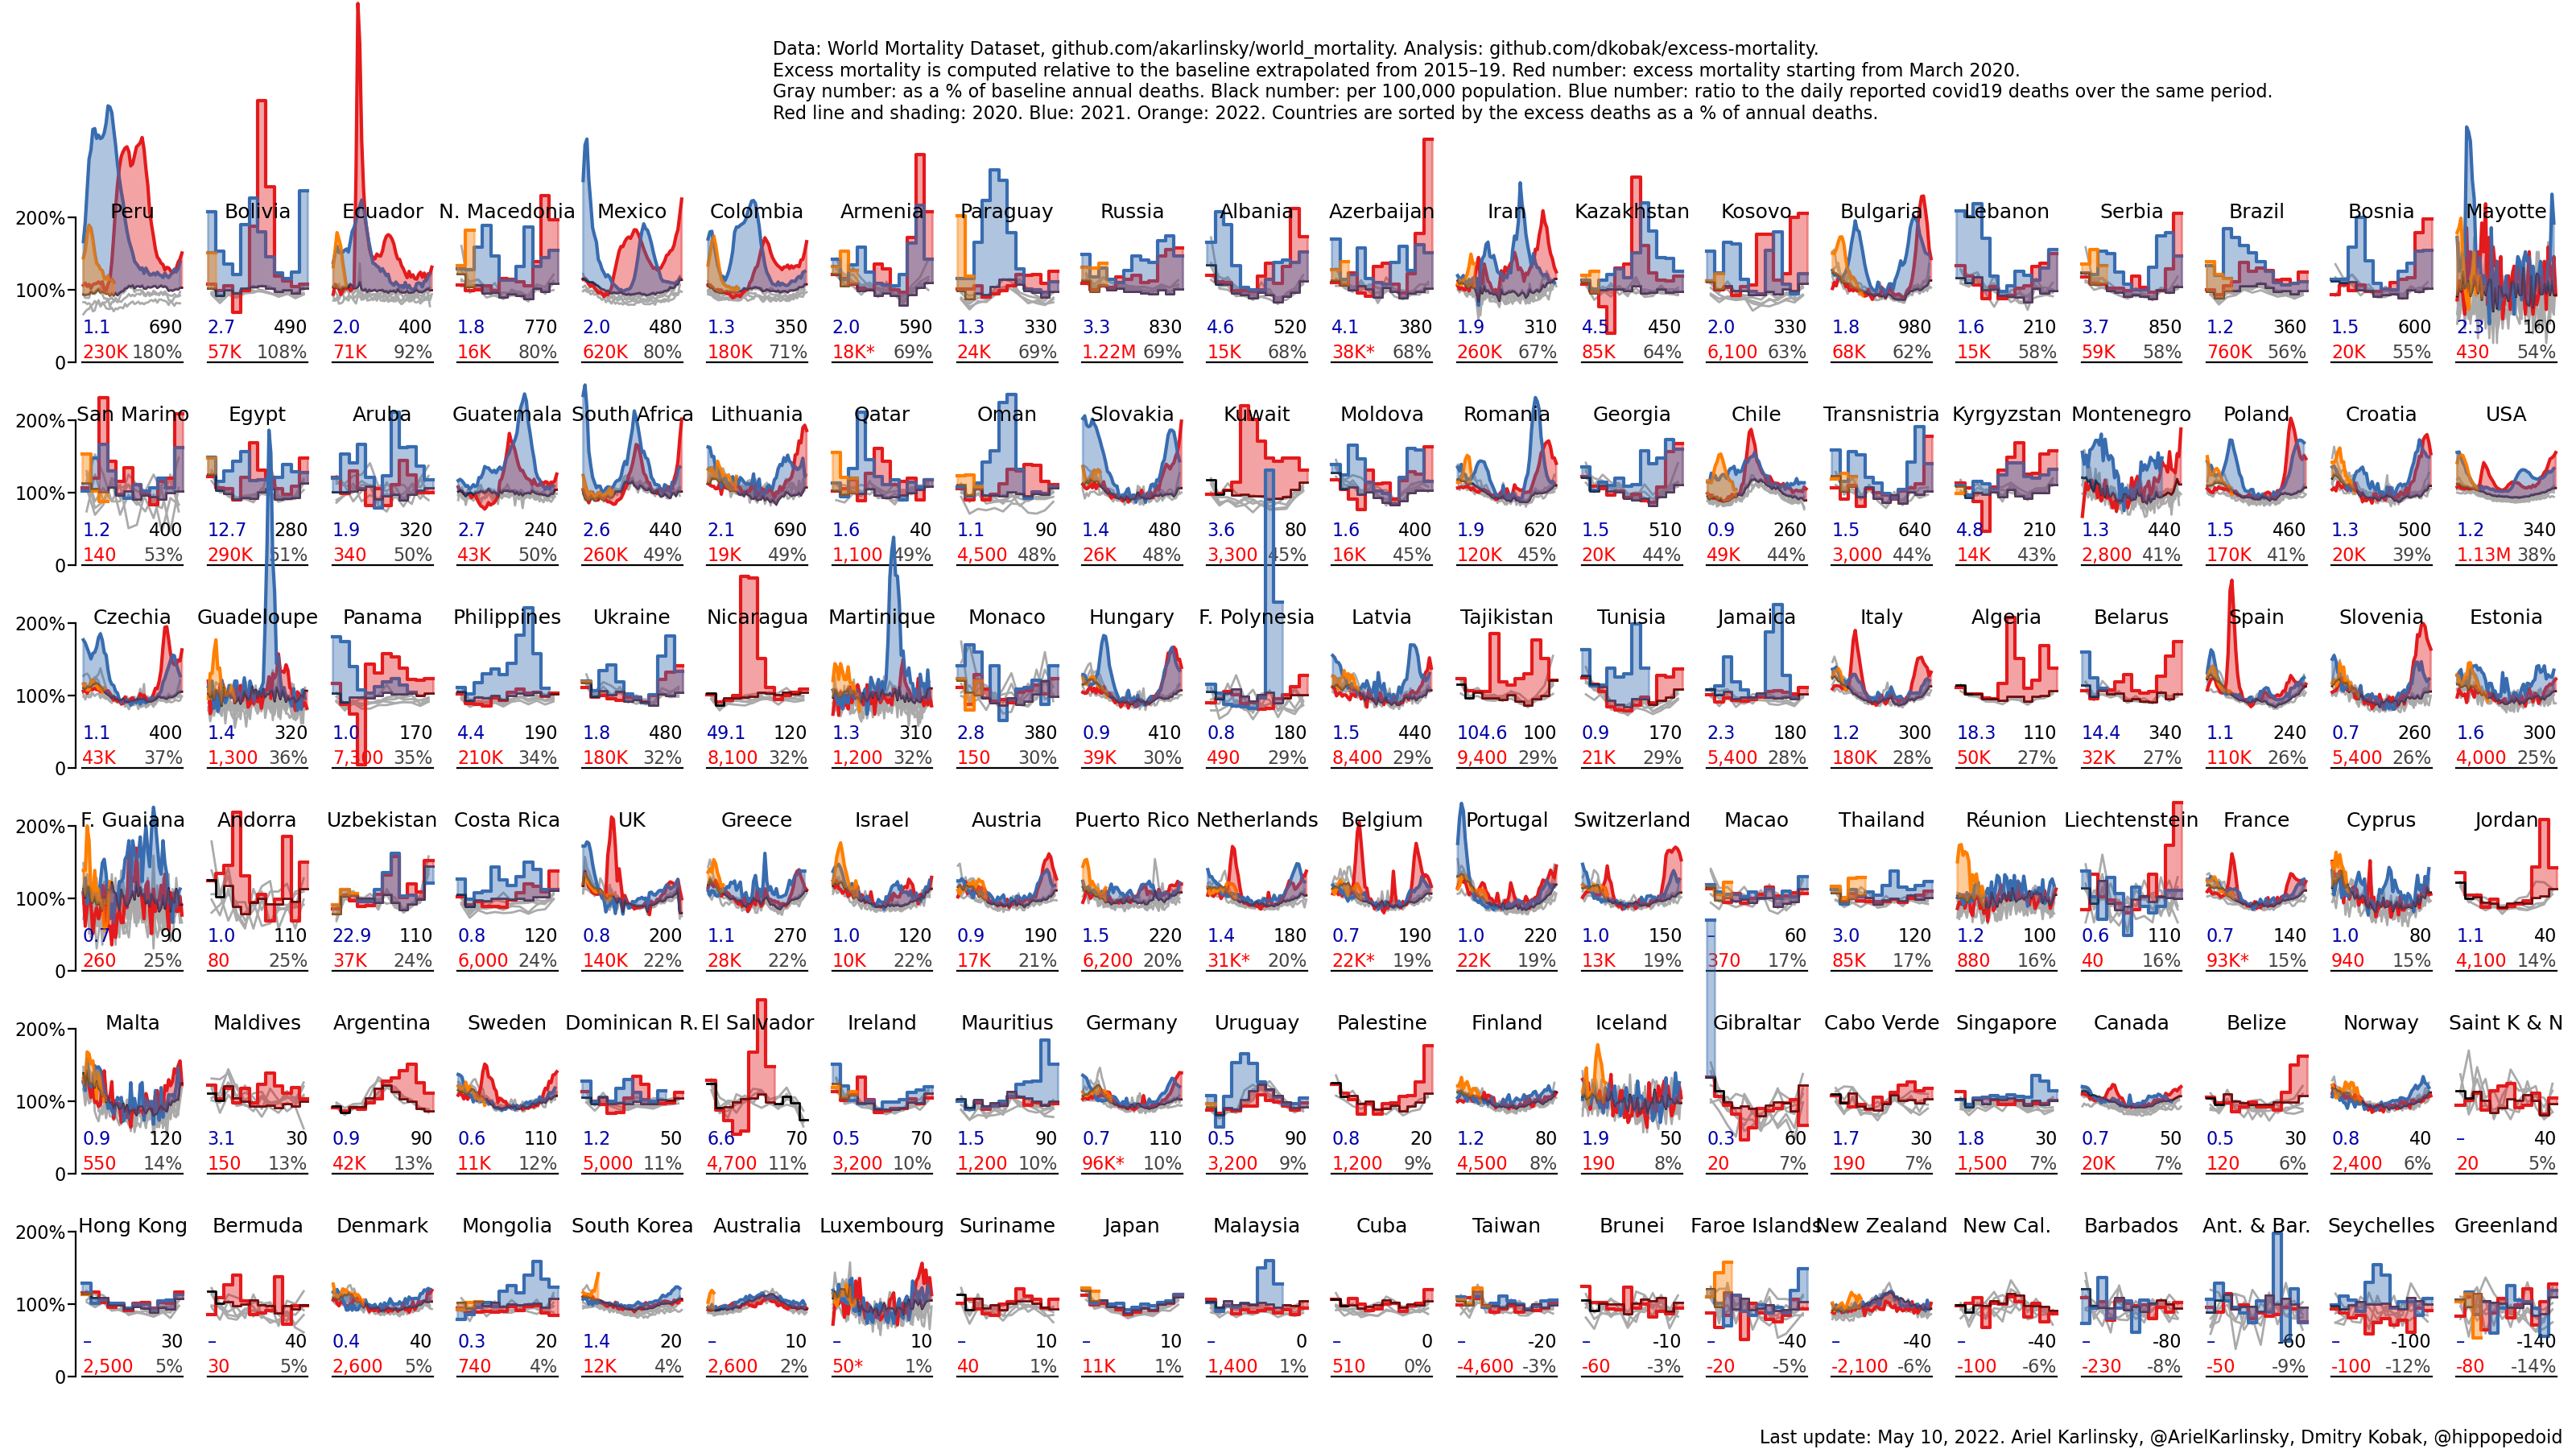 Data: World Mortality Dataset, github.com/akarlinsky/world_mortality. Analysis: github.com/dkobak/excess-mortality.
Excess mortality is computed relative to the baseline extrapolated from 2015–19. Red number: excess mortality starting from March 2020.
Gray number: as a % of baseline annual deaths. Black number: per 100,000 population. Blue number: ratio to the daily reported covid19 deaths over the same period.
Red line and shading: 2020. Blue: 2021. Orange: 2022. Countries are sorted by the excess deaths as a % of annual deaths.
200% Peru Bolivia Ecuador N. Macedonia Mexico Colombia Armenia Paraguay Russia Albania Azerbaijan Iran Kazakhstan Kosovo Bulgaria Lebanon Serbia Brazil Bosnia Mayotte
100%
1.1 690 2.7 490 2.0 400 1.8 770 2.0 480 1.3 350 2.0 590 1.3 330 3.3 830 4.6 520 4.1 380 1.9 310 4.5 450 2.0 330 1.8 980 1.6 210 3.7 850 1.2 360 1.5 600 2.3 160
0 230K 180% 57K 108% 71K 92% 16K 80% 620K 80% 180K 71% 18K* 69% 24K 69% 1.22M 69% 15K 68% 38K* 68% 260K 67% 85K 64% 6,100 63% 68K 62% 15K 58% 59K 58% 760K 56% 20K 55% 430 54%
200% San Marino Egypt Aruba Guatemala South Africa Lithuania Qatar Oman Slovakia Kuwait Moldova Romania Georgia Chile Transnistria Kyrgyzstan Montenegro Poland Croatia USA
100%
1.2 400 12.7 280 1.9 320 2.7 240 2.6 440 2.1 690 1.6 40 1.1 90 1.4 480 3.6 80 1.6 400 1.9 620 1.5 510 0.9 260 1.5 640 4.8 210 1.3 440 1.5 460 1.3 500 1.2 340
0 140 53% 290K 51% 340 50% 43K 50% 260K 49% 19K 49% 1,100 49% 4,500 48% 26K 48% 3,300 45% 16K 45% 120K 45% 20K 44% 49K 44% 3,000 44% 14K 43% 2,800 41% 170K 41% 20K 39% 1.13M 38%
200% Czechia Guadeloupe Panama Philippines Ukraine Nicaragua Martinique Monaco Hungary F. Polynesia Latvia Tajikistan Tunisia Jamaica Italy Algeria Belarus Spain Slovenia Estonia
100%
1.1 400 1.4 320 1.0 170 4.4 190 1.8 480 49.1 120 1.3 310 2.8 380 0.9 410 0.8 180 1.5 440 104.6 100 0.9 170 2.3 180 1.2 300 18.3 110 14.4 340 1.1 240 0.7 260 1.6 300
0 43K 37% 1,300 36% 7,300 35% 210K 34% 180K 32% 8,100 32% 1,200 32% 150 30% 39K 30% 490 29% 8,400 29% 9,400 29% 21K 29% 5,400 28% 180K 28% 50K 27% 32K 27% 110K 26% 5,400 26% 4,000 25%
200% F. Guaiana Andorra Uzbekistan Costa Rica UK Greece Israel Austria Puerto Rico Netherlands Belgium Portugal Switzerland Macao Thailand Réunion Liechtenstein France Cyprus Jordan
100%
0.7 90 1.0 110 22.9 110 0.8 120 0.8 200 1.1 270 1.0 120 0.9 190 1.5 220 1.4 180 0.7 190 1.0 220 1.0 150 – 60 3.0 120 1.2 100 0.6 110 0.7 140 1.0 80 1.1 40
0 260 25% 80 25% 37K 24% 6,000 24% 140K 22% 28K 22% 10K 22% 17K 21% 6,200 20% 31K* 20% 22K* 19% 22K 19% 13K 19% 370 17% 85K 17% 880 16% 40 16% 93K* 15% 940 15% 4,100 14%
200% Malta Maldives Argentina Sweden Dominican R. El Salvador Ireland Mauritius Germany Uruguay Palestine Finland Iceland Gibraltar Cabo Verde Singapore Canada Belize Norway Saint K & N
100%
0.9 120 3.1 30 0.9 90 0.6 110 1.2 50 6.6 70 0.5 70 1.5 90 0.7 110 0.5 90 0.8 20 1.2 80 1.9 50 0.3 60 1.7 30 1.8 30 0.7 50 0.5 30 0.8 40 – 40
0 550 14% 150 13% 42K 13% 11K 12% 5,000 11% 4,700 11% 3,200 10% 1,200 10% 96K* 10% 3,200 9% 1,200 9% 4,500 8% 190 8% 20 7% 190 7% 1,500 7% 20K 7% 120 6% 2,400 6% 20 5%
200% Hong Kong Bermuda Denmark Mongolia South Korea Australia Luxembourg Suriname Japan Malaysia Cuba Taiwan Brunei Faroe Islands New Zealand New Cal. Barbados Ant. & Bar. Seychelles Greenland
100%
– 30 – 40 0.4 40 0.3 20 1.4 20 – 10 – 10 – 10 – 10 – 0 – 0 – -20 – -10 – -40 – -40 – -40 – -80 – -60 – -100 – -140
0 2,500 5% 30 5% 2,600 5% 740 4% 12K 4% 2,600 2% 50* 1% 40 1% 11K 1% 1,400 1% 510 0% -4,600 -3% -60 -3% -20 -5% -2,100 -6% -100 -6% -230 -8% -50 -9% -100 -12% -80 -14%
Last update: May 10, 2022. Ariel Karlinsky, @ArielKarlinsky, Dmitry Kobak, @hippopedoid